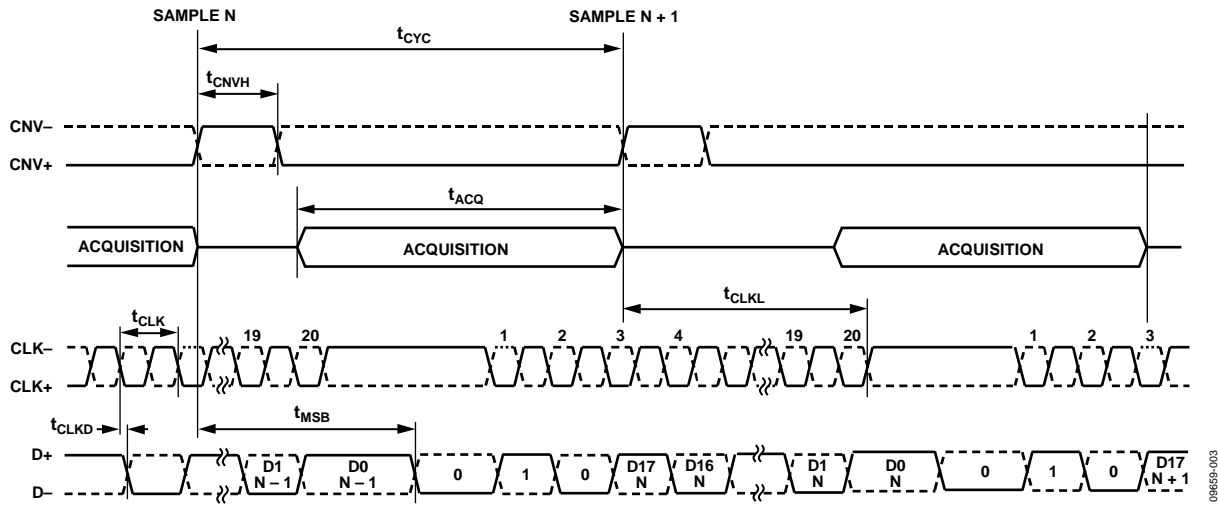 SAMPLE N
SAMPLE N + 1
tCYC
tCNVH
CNV–
CNV+
tACQ
ACQUISITION
ACQUISITION
ACQUISITION
tCLKL
tCLK
19
20
1
2
3
4
19
20
1
2
3
CLK–
CLK+
tCLKD
tMSB
D+
D–
D1
N – 1
D0
N – 1
0
1
0
D17
N
D16
N
D1
N
D0
N
0
1
0
D17
N + 1
09659-003